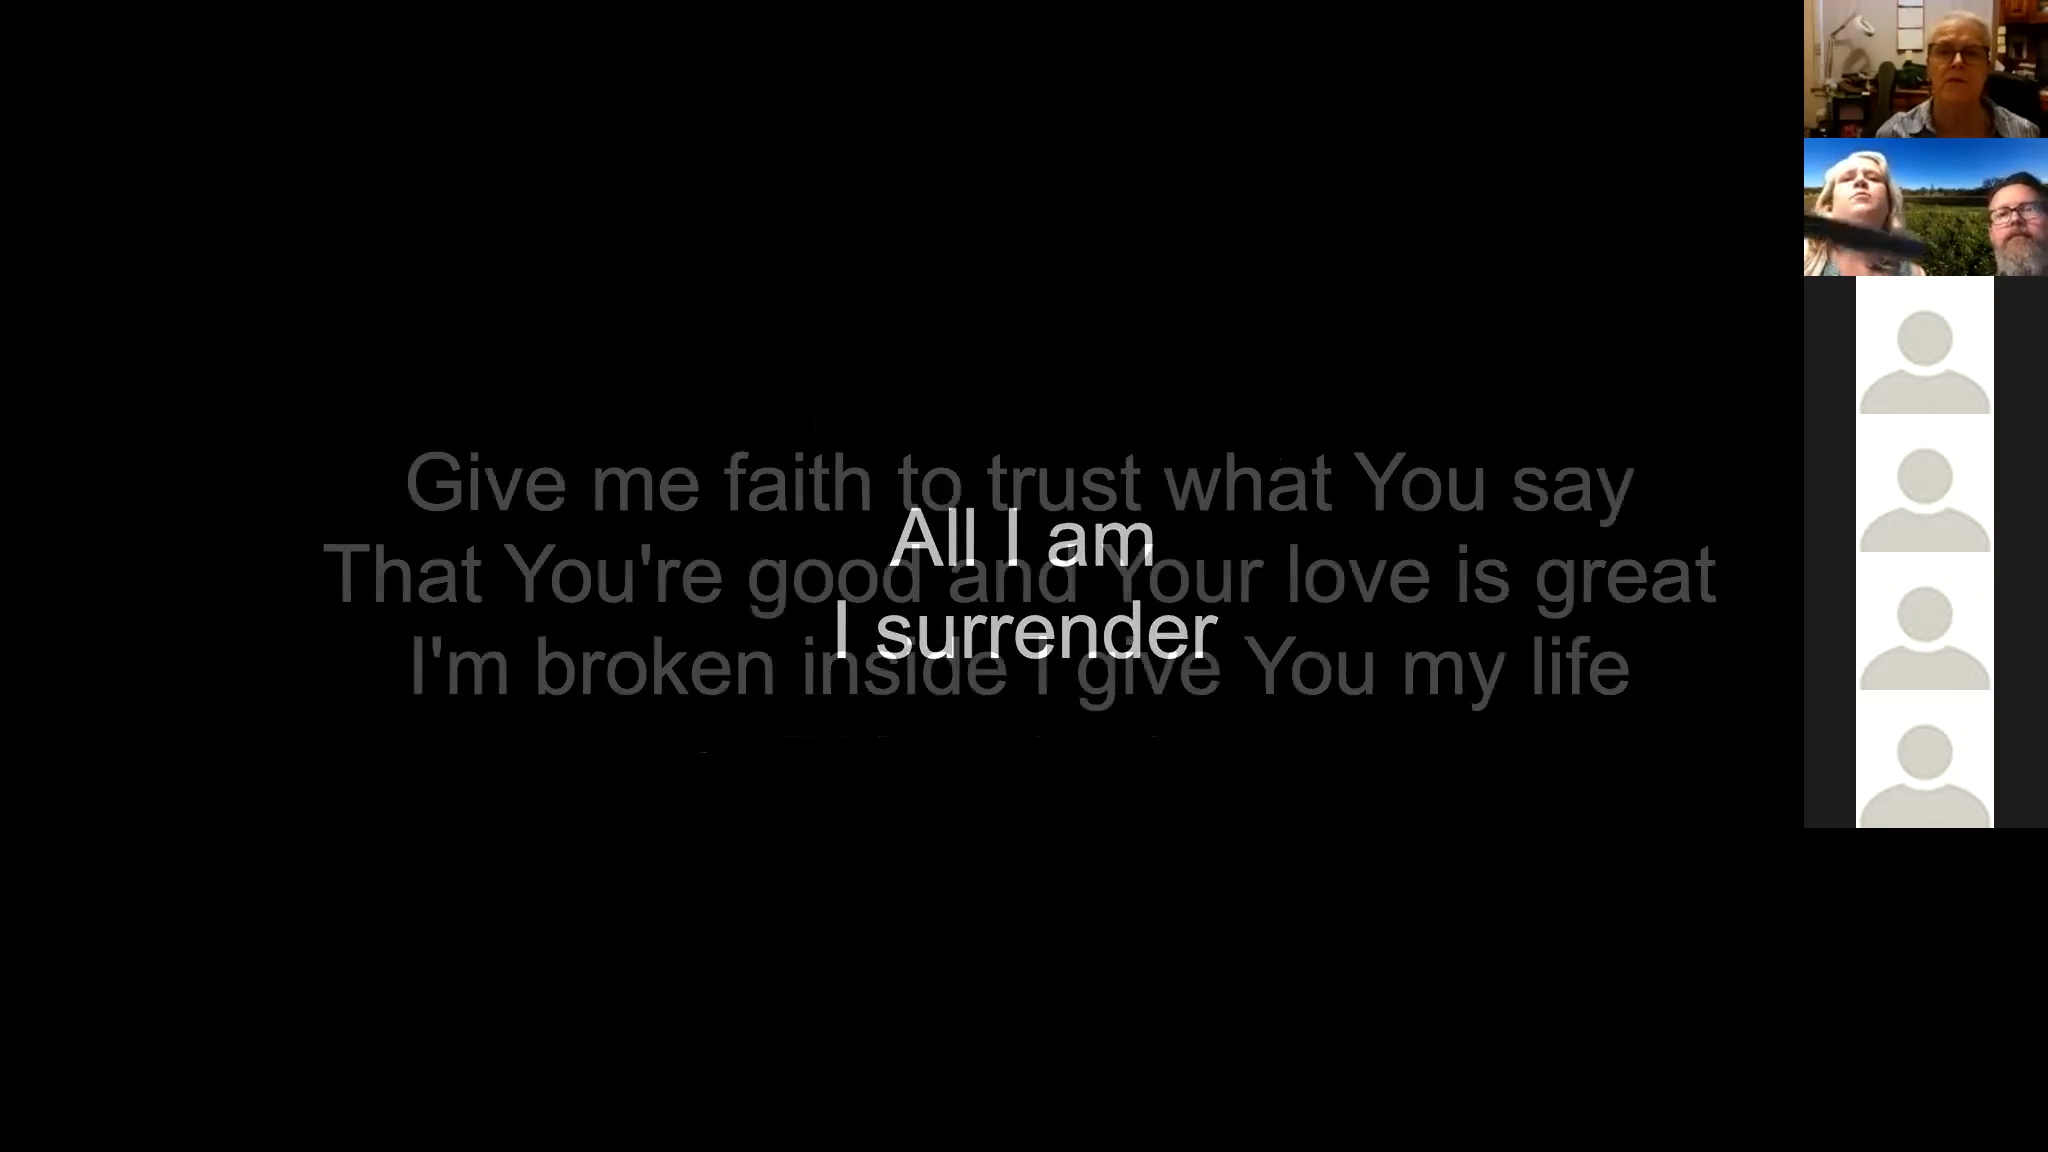 Give me faith to trust what You say
All I am
That You're good and Your love is great
I surrender
I'm broken inside I give You my life